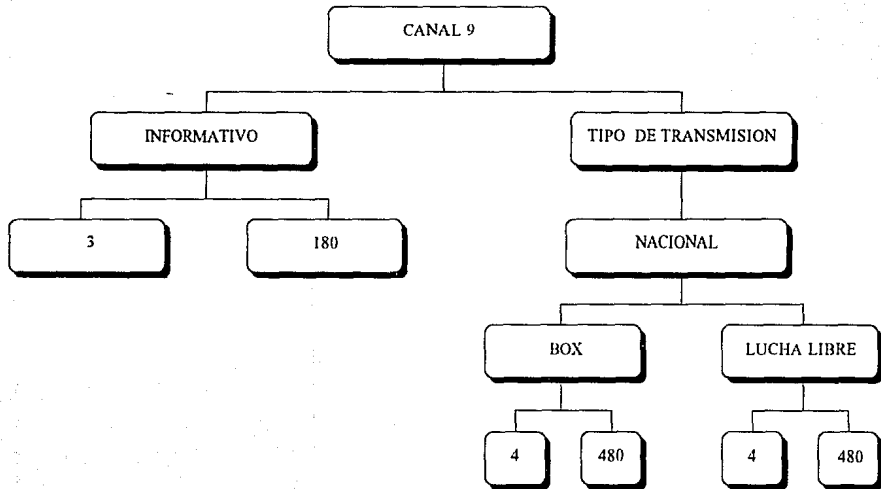 CANAL 9
INFORMATIVO
TIPO DE TRANSMISION
3
180
NACIONAL
BOX
LUCHA LIBRE
4
480
4
480